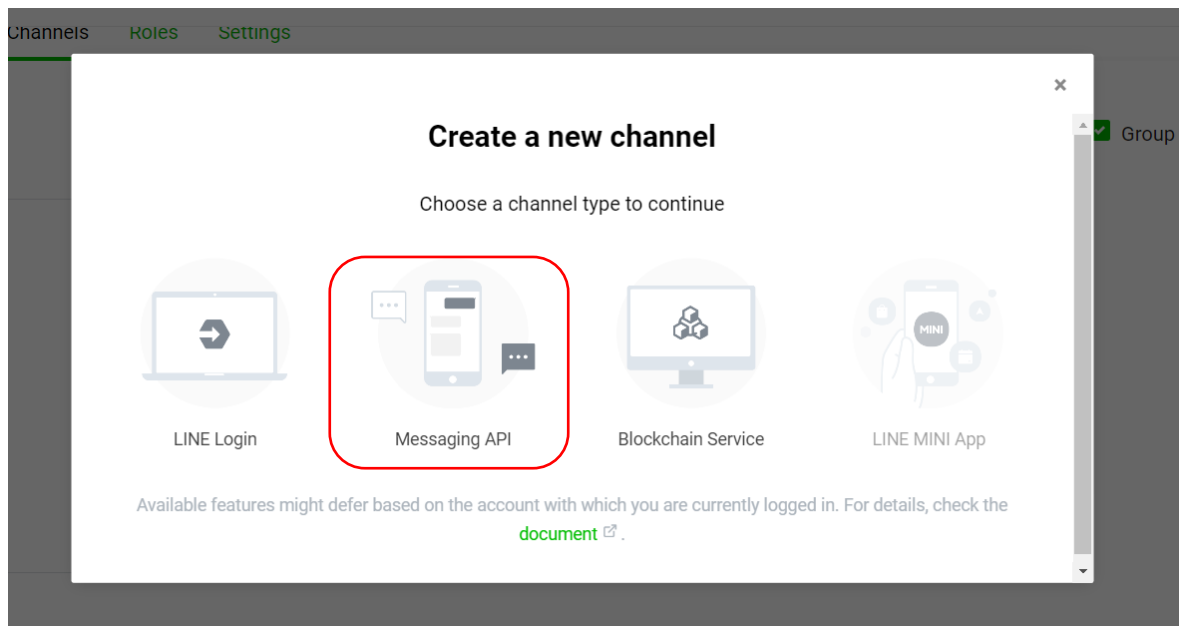 Channels Roles Settings
×
Group
Create a new channel
Choose a channel type to continue
MINI
LINE Login Messaging API Blockchain Service LINE MINI App
Available features might defer based on the account with which you are currently logged in. For details, check the
document .